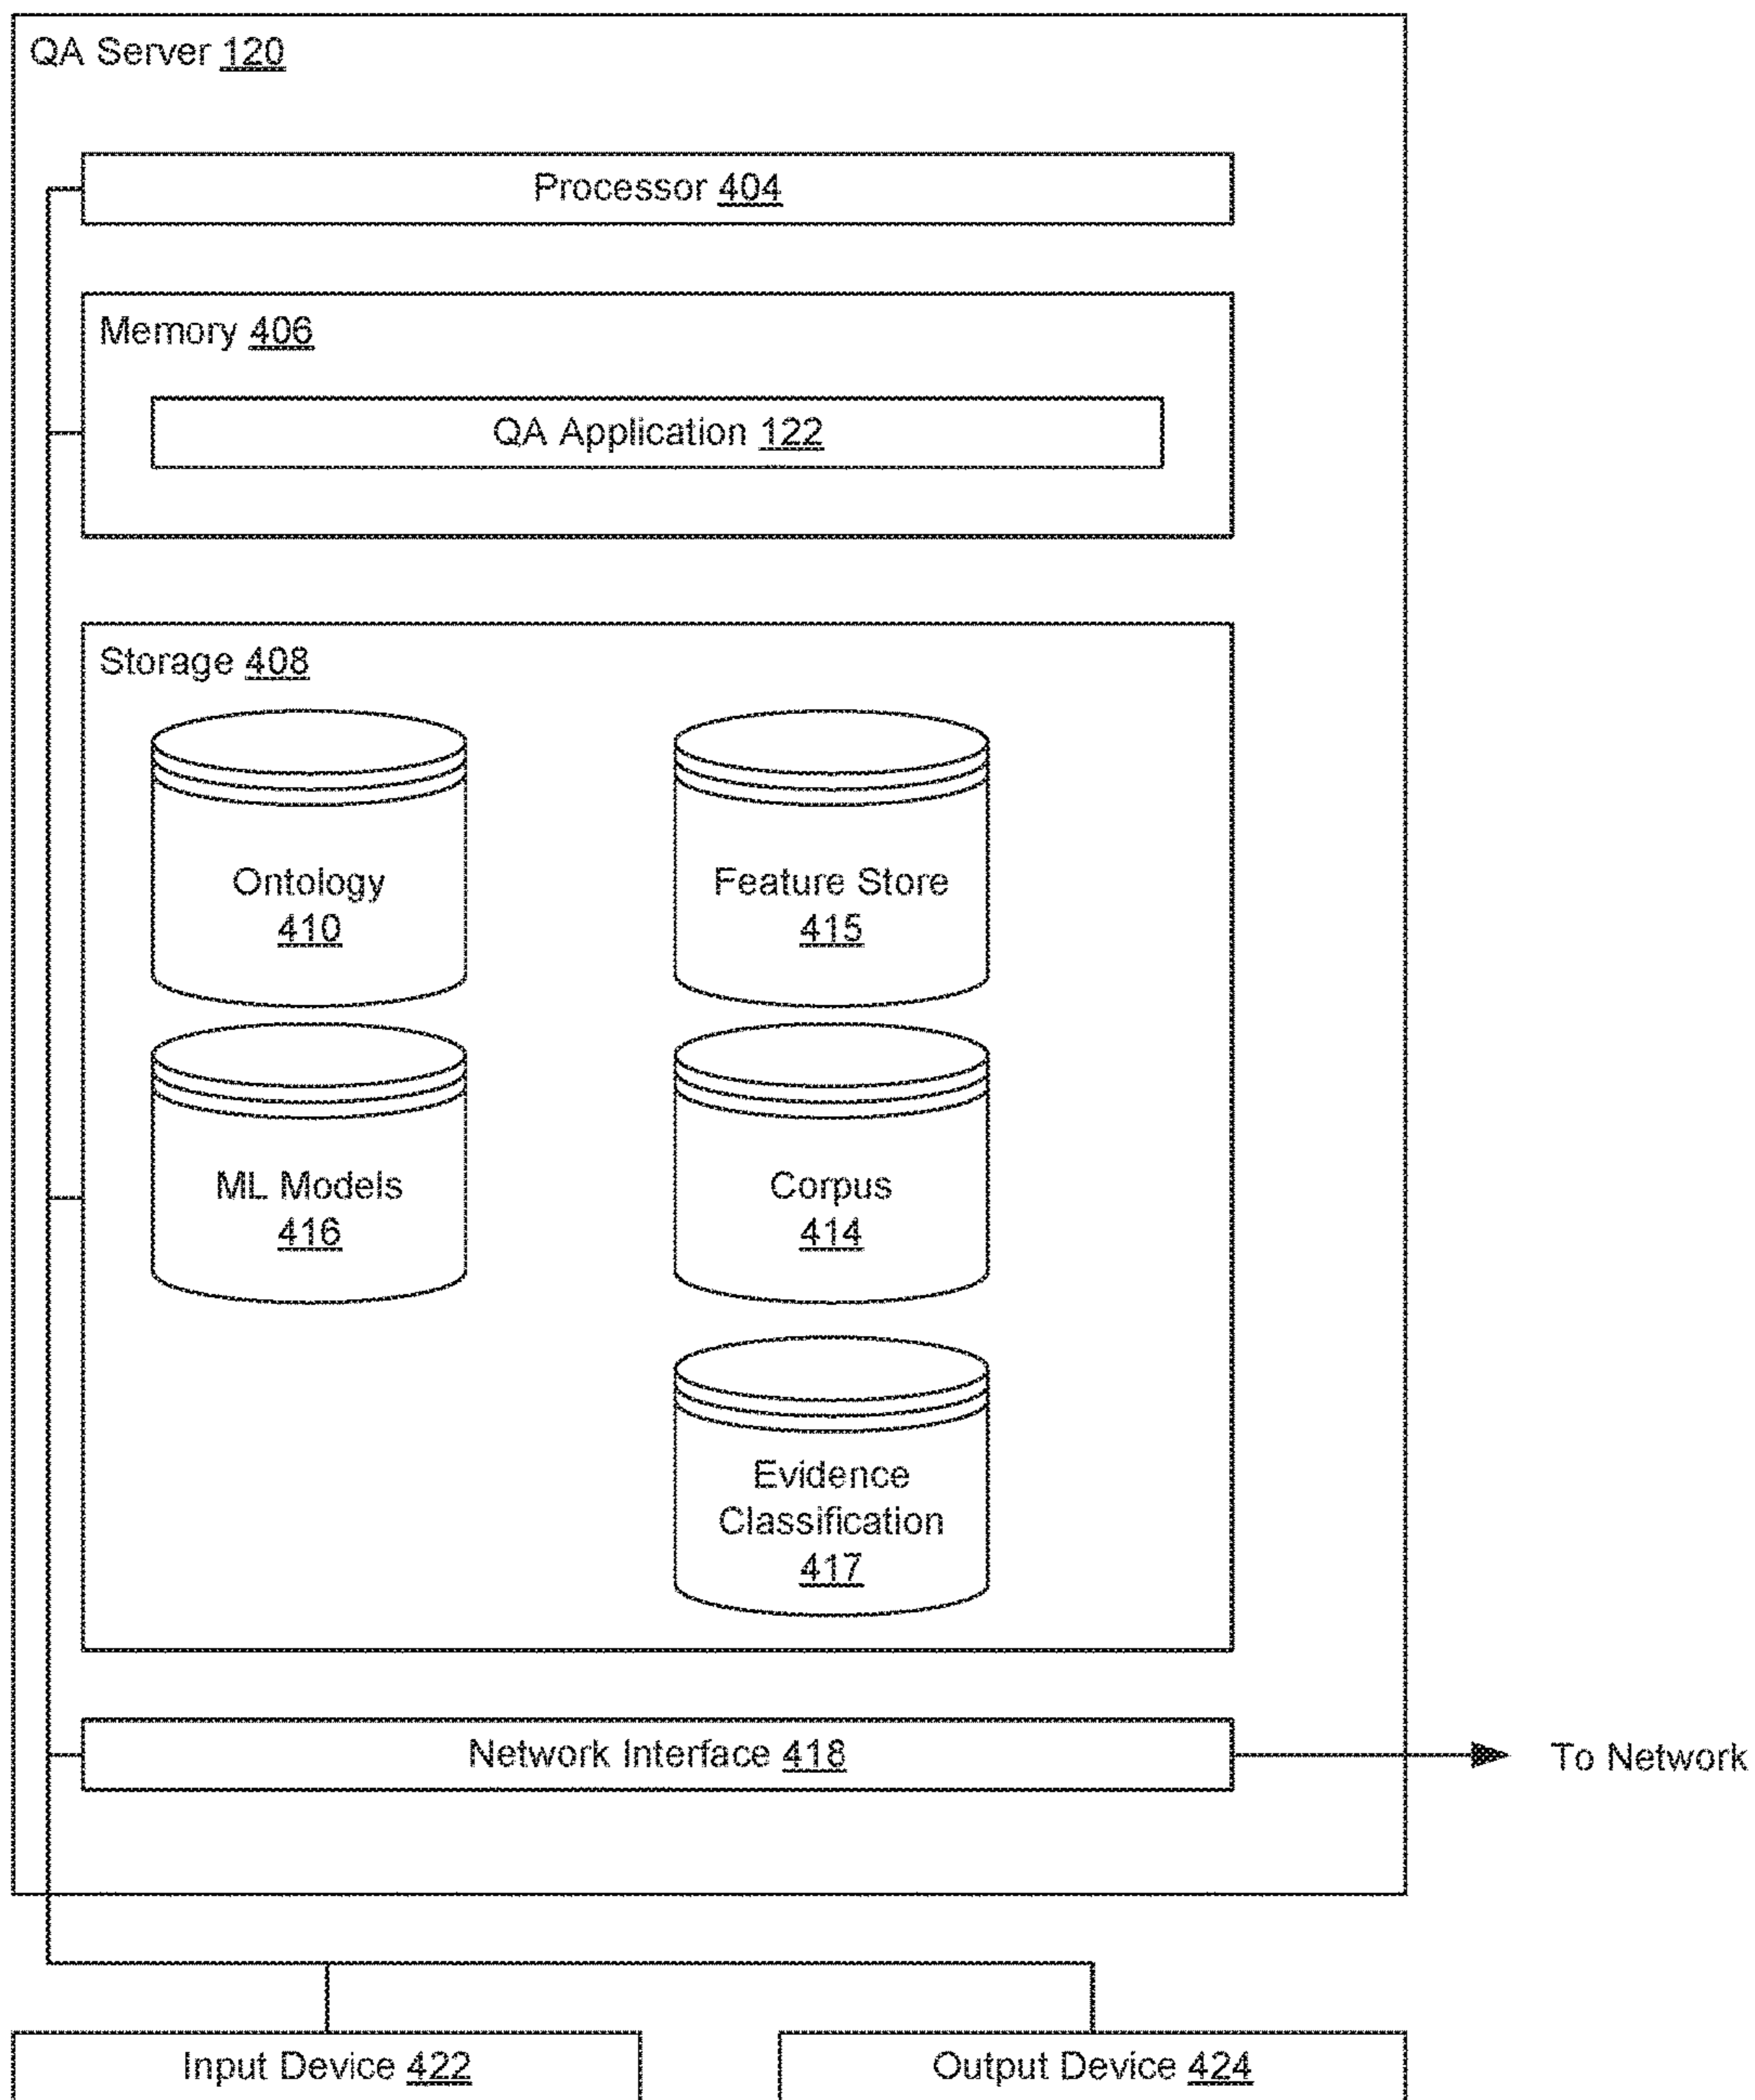 QA Server 120
Processor 404
Memory 406
QA Application 122
Storage 408
Ontology
410
Feature Store
415
ML Models
416
Corpus
414
Evidence
Classification
417
Network Interface 418
To Network
Input Device 422
Output Device 424